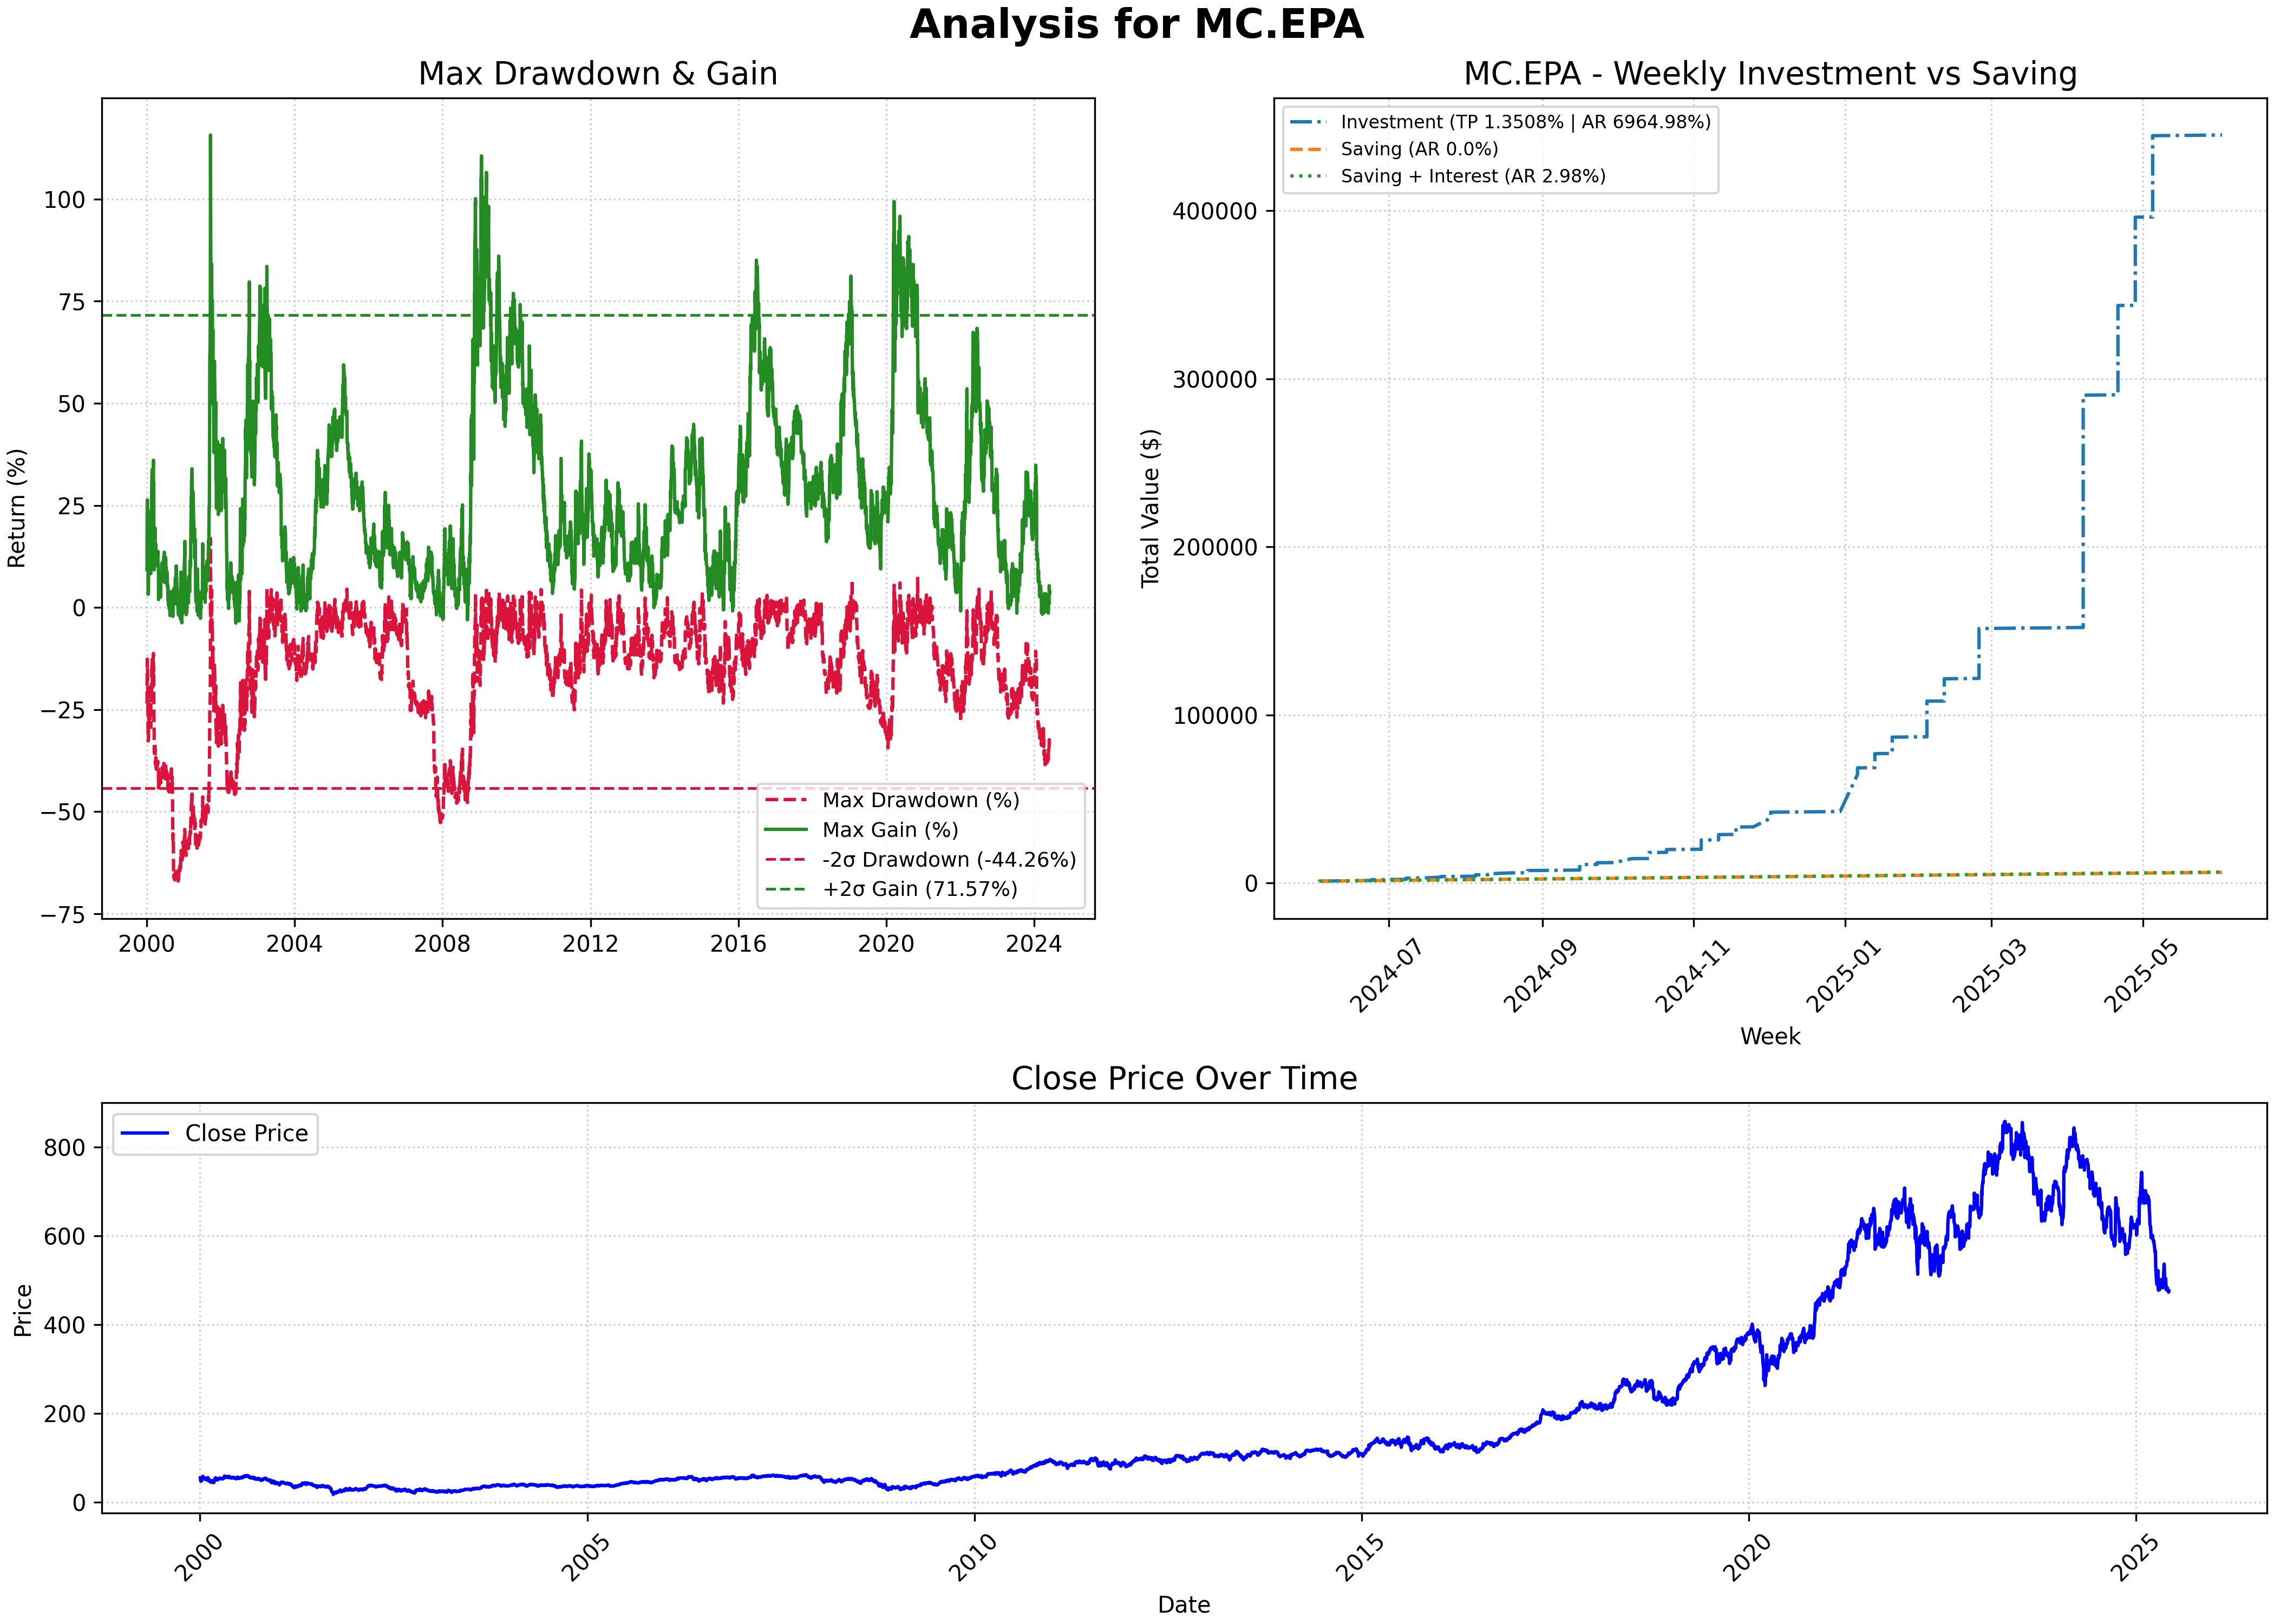 Analysis for MC.EPA
Max Drawdown & Gain
Return (%)
100
75
50
25
0
−25
−50
−75
2000
2004
2008
2012
2016
2020
2024
Max Drawdown (%)
Max Gain (%)
-2σ Drawdown (-44.26%)
+2σ Gain (71.57%)
MC.EPA - Weekly Investment vs Saving
Investment (TP 1.3508% | AR 6964.98%)
Saving (AR 0.0%)
Saving + Interest (AR 2.98%)
Total Value ($)
400000
300000
200000
100000
0
2024-07
2024-09
2024-11
2025-01
2025-03
2025-05
Week
Close Price Over Time
Close Price
Price
800
600
400
200
0
2000
2005
2010
2015
2020
2025
Date